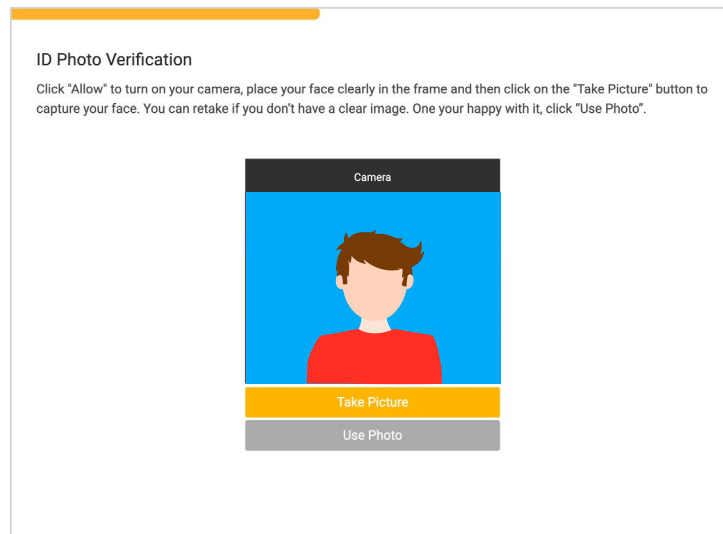 ID Photo Verification
Click "Allow" to turn on your camera, place your face clearly in the frame and then click on the "Take Picture" button to
capture your face. You can retake if you don’t have a clear image. One your happy with it, click “Use Photo”.
Camera
Take Picture
Use Photo